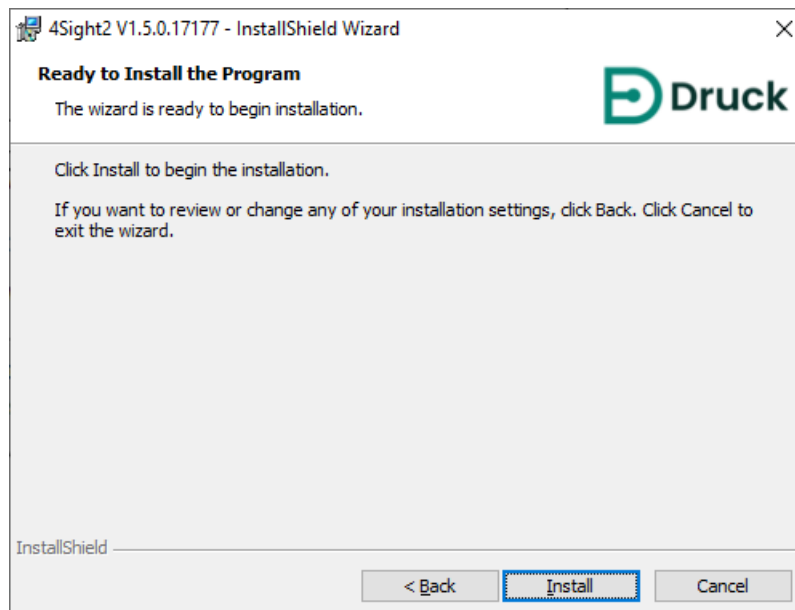 4Sight2 V1.5.0.17177 - InstallShield Wizard
Ready to Install the Program
The wizard is ready to begin installation.
Druck
Click Install to begin the installation.
If you want to review or change any of your installation settings, click Back. Click Cancel to
exit the wizard.
InstallShield
< Back
Install
Cancel